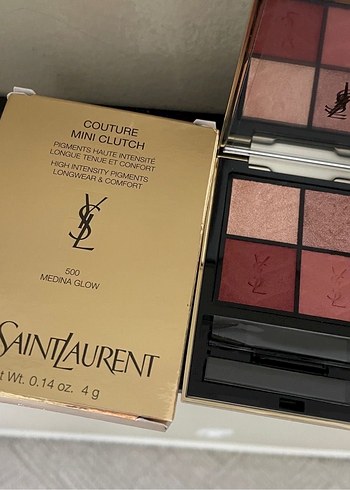 COUTURE
MINI CLUTCH
PIGMENTS HAUTE INTENSITÉ
LONGUE TENUE ET CONFORT
HIGH INTENSITY PIGMENTS
LONGWEAR & COMFORT
YSL
500
MEDINA GLOW
SAINT LAURENT
t Wt. 0.14 oz. 4 g